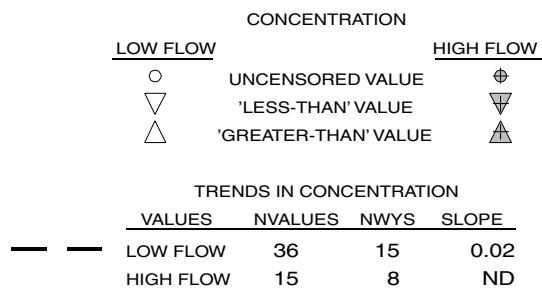 CONCENTRATION
LOW FLOW HIGH FLOW
UNCENSORED VALUE
'LESS-THAN' VALUE
'GREATER-THAN' VALUE
TRENDS IN CONCENTRATION
VALUES NVALUES NWYS SLOPE
LOW FLOW 36 15 0.02
HIGH FLOW 15 8 ND